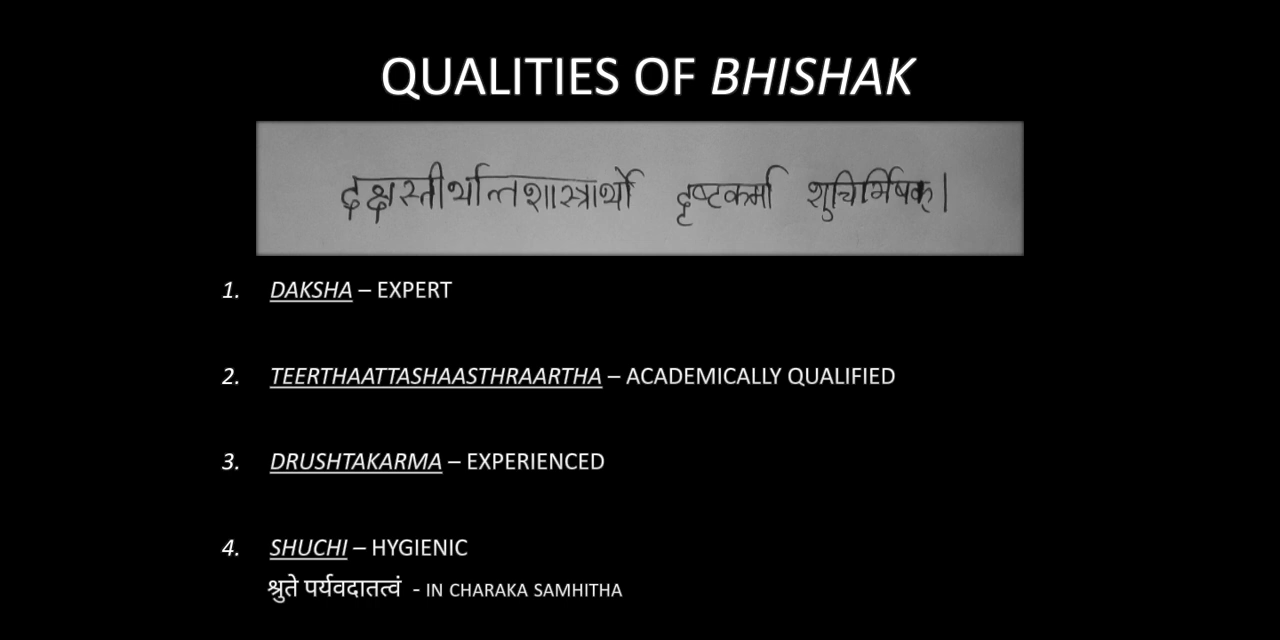 QUALITIES OF BHISHAK
दक्षस्तीर्थात्तशास्त्रार्थो दृष्टकर्मा शुचिर्भिषक्।
1. DAKSHA – EXPERT
2. TEERTHAATTASHAASTHRAARTHA – ACADEMICALLY QUALIFIED
3. DRUSHTAKARMA – EXPERIENCED
4. SHUCHI – HYGIENIC
श्रुते पर्यवदातत्वं - IN CHARAKA SAMHITHA